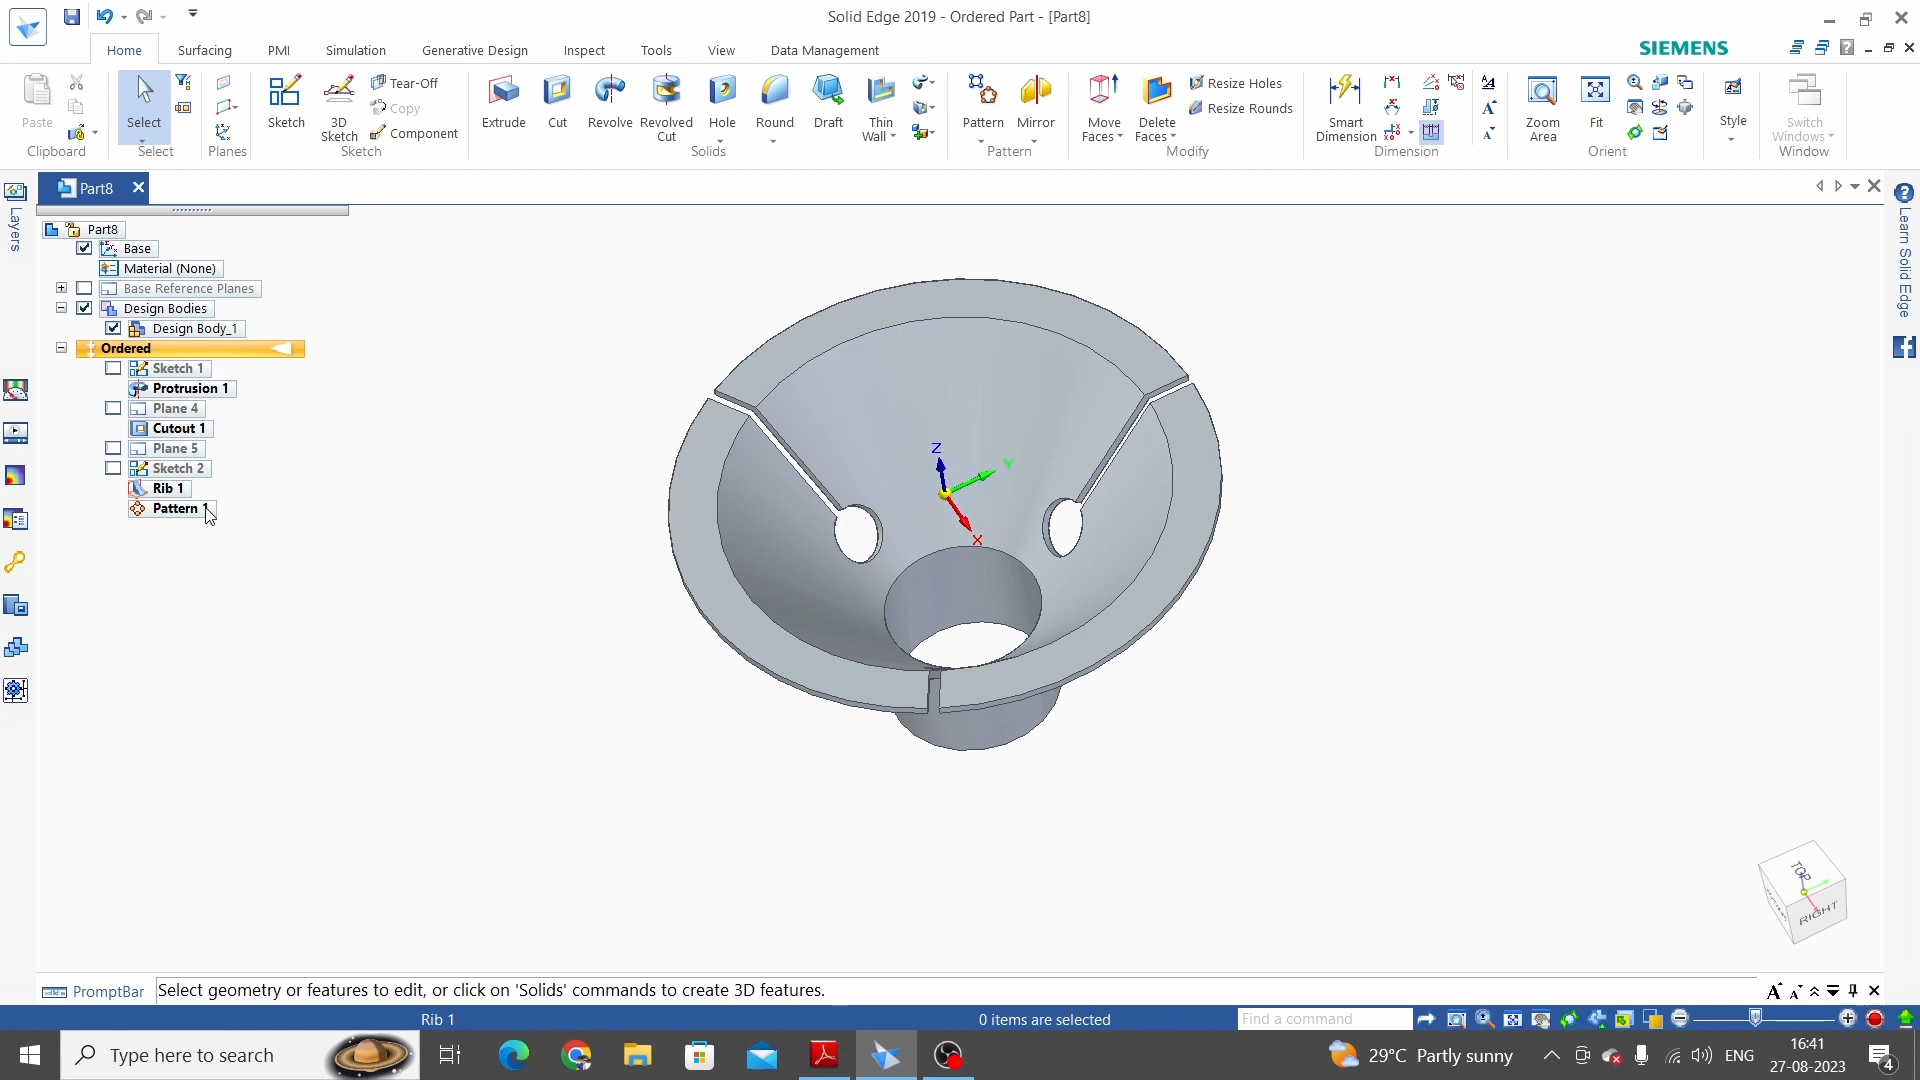 Solid Edge 2019 - Ordered Part - [Part8]
Home
Surfacing
PMI
Simulation
Generative Design
Inspect
Tools
View
Data Management
SIEMENS
Paste
Clipboard
Select
Select
Planes
Sketch
3D
Sketch
Tear-Off
Copy
Component
Sketch
Extrude
Cut
Revolve
Revolved
Cut
Hole
Round
Draft
Thin
Wall
Solids
Pattern
Mirror
Pattern
Move
Faces
Delete
Faces
Resize Holes
Resize Rounds
Modify
Smart
Dimension
Dimension
Zoom
Area
Fit
Orient
Style
Switch
Windows
Window
Layers
Part8
Learn Solid Edge
Part8
Base
Material (None)
Base Reference Planes
Design Bodies
Design Body_1
Ordered
Sketch 1
Protrusion 1
Plane 4
Cutout 1
Plane 5
Sketch 2
Rib 1
Pattern 1
Z
Y
X
TOP
RIGHT
PromptBar
Select geometry or features to edit, or click on 'Solids' commands to create 3D features.
Rib 1
0 items are selected
Find a command
Type here to search
29°C Partly sunny
ENG
16:41
27-08-2023
4